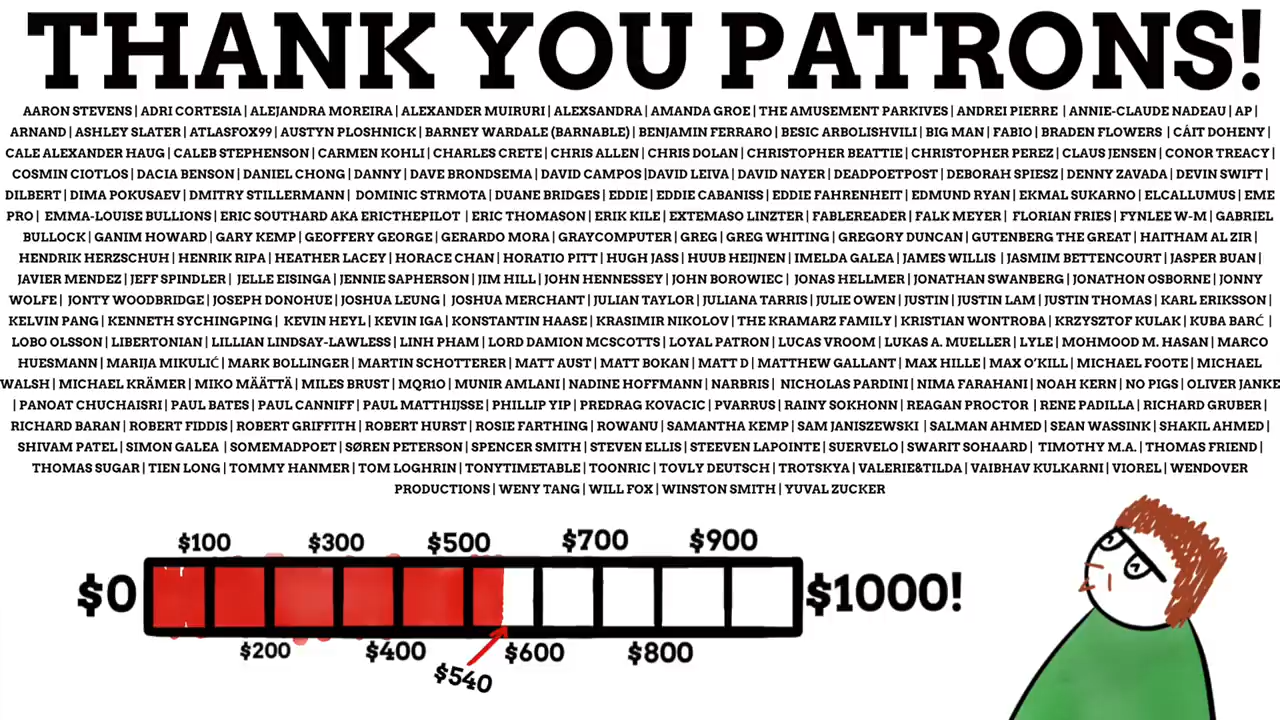 THANK YOU PATRONS!
AARON STEVENS | ADRI CORTESIA | ALEJANDRA MOREIRA | ALEXANDER MUIRURI | ALEXSANDRA | AMANDA GROE | THE AMUSEMENT PARKIVES | ANDREI PIERRE | ANNIE-CLAUDE NADEAU | AP |
ARNAND | ASHLEY SLATER | ATLASFOX99 | AUSTYN PLOSHNICK | BARNEY WARDALE (BARNABLE) | BENJAMIN FERRARO | BESIC ARBOLISHVILI | BIG MAN | FABIO | BRADEN FLOWERS | CÁIT DOHENY |
CALE ALEXANDER HAUG | CALEB STEPHENSON | CARMEN KOHLI | CHARLES CRETE | CHRIS ALLEN | CHRIS DOLAN | CHRISTOPHER BEATTIE | CHRISTOPHER PEREZ | CLAUS JENSEN | CONOR TREACY |
COSMIN CIOTLOS | DACIA BENSON | DANIEL CHONG | DANNY | DAVE BRONDSEMA | DAVID CAMPOS |DAVID LEIVA | DAVID NAYER | DEADPOETPOST | DEBORAH SPIESZ | DENNY ZAVADA | DEVIN SWIFT |
DILBERT | DIMA POKUSAEV | DMITRY STILLERMANN | DOMINIC STRMOTA | DUANE BRIDGES | EDDIE | EDDIE CABANISS | EDDIE FAHRENHEIT | EDMUND RYAN | EKMAL SUKARNO | ELCALLUMUS | EME
PRO | EMMA-LOUISE BULLIONS | ERIC SOUTHARD AKA ERICTHEPILOT | ERIC THOMASON | ERIK KILE | EXTEMASO LINZTER | FABLEREADER | FALK MEYER | FLORIAN FRIES | FYNLEE W-M | GABRIEL
BULLOCK | GANIM HOWARD | GARY KEMP | GEOFFERY GEORGE | GERARDO MORA | GRAYCOMPUTER | GREG | GREG WHITING | GREGORY DUNCAN | GUTENBERG THE GREAT | HAITHAM AL ZIR |
HENDRIK HERZSCHUH | HENRIK RIPA | HEATHER LACEY | HORACE CHAN | HORATIO PITT | HUGH JASS | HUUB HEIJNEN | IMELDA GALEA | JAMES WILLIS | JASMIM BETTENCOURT | JASPER BUAN |
JAVIER MENDEZ | JEFF SPINDLER | JELLE EISINGA | JENNIE SAPHERSON | JIM HILL | JOHN HENNESSEY | JOHN BOROWIEC | JONAS HELLMER | JONATHAN SWANBERG | JONATHON OSBORNE | JONNY
WOLFE | JONTY WOODBRIDGE | JOSEPH DONOHUE | JOSHUA LEUNG | JOSHUA MERCHANT | JULIAN TAYLOR | JULIANA TARRIS | JULIE OWEN | JUSTIN | JUSTIN LAM | JUSTIN THOMAS | KARL ERIKSSON |
KELVIN PANG | KENNETH SYCHINGPING | KEVIN HEYL | KEVIN IGA | KONSTANTIN HAASE | KRASIMIR NIKOLOV | THE KRAMARZ FAMILY | KRISTIAN WONTROBA | KRZYSZTOF KULAK | KUBA BARĆ |
LOBO OLSSON | LIBERTONIAN | LILLIAN LINDSAY-LAWLESS | LINH PHAM | LORD DAMION MCSCOTTS | LOYAL PATRON | LUCAS VROOM | LUKAS A. MUELLER | LYLE | MOHMOOD M. HASAN | MARCO
HUESMANN | MARIJA MIKULIĆ | MARK BOLLINGER | MARTIN SCHOTTERER | MATT AUST | MATT BOKAN | MATT D | MATTHEW GALLANT | MAX HILLE | MAX O'KILL | MICHAEL FOOTE | MICHAEL
WALSH | MICHAEL KRÄMER | MIKO MÄÄTTÄ | MILES BRUST | MQR10 | MUNIR AMLANI | NADINE HOFFMANN | NARBRIS | NICHOLAS PARDINI | NIMA FARAHANI | NOAH KERN | NO PIGS | OLIVER JANKE
| PANOAT CHUCHAISRI | PAUL BATES | PAUL CANNIFF | PAUL MATTHIJSSE | PHILLIP YIP | PREDRAG KOVACIC | PVARRUS | RAINY SOKHONN | REAGAN PROCTOR | RENE PADILLA | RICHARD GRUBER |
RICHARD BARAN | ROBERT FIDDIS | ROBERT GRIFFITH | ROBERT HURST | ROSIE FARTHING | ROWANU | SAMANTHA KEMP | SAM JANISZEWSKI | SALMAN AHMED | SEAN WASSINK | SHAKIL AHMED |
SHIVAM PATEL | SIMON GALEA | SOMEMADPOET | SØREN PETERSON | SPENCER SMITH | STEVEN ELLIS | STEEVEN LAPOINTE | SUERVELO | SWARIT SOHAARD | TIMOTHY M.A. | THOMAS FRIEND |
THOMAS SUGAR | TIEN LONG | TOMMY HANMER | TOM LOGHRIN | TONYTIMETABLE | TOONRIC | TOVLY DEUTSCH | TROTSKYA | VALERIE&TILDA | VAIBHAV KULKARNI | VIOREL | WENDOVER
PRODUCTIONS | WENY TANG | WILL FOX | WINSTON SMITH | YUVAL ZUCKER
$100 $300 $500 $700 $900
$0 $1000!
$200 $400 $600 $800
$540